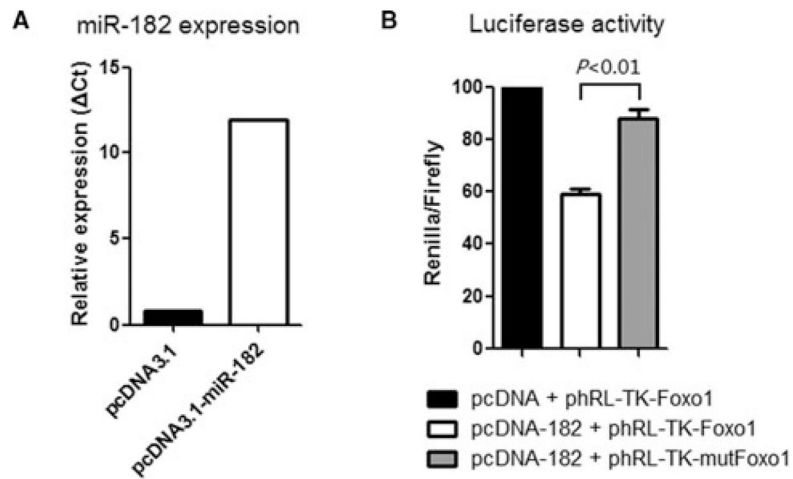 A
miR-182 expression
Relative expression (ΔCt)
15
10
5
0
pcDNA3.1
pcDNA3.1-miR-182
B
Luciferase activity
P<0.01
Renilla/Firefly
100
80
60
40
20
0
pcDNA + phRL-TK-Foxo1
pcDNA-182 + phRL-TK-Foxo1
pcDNA-182 + phRL-TK-mutFoxo1